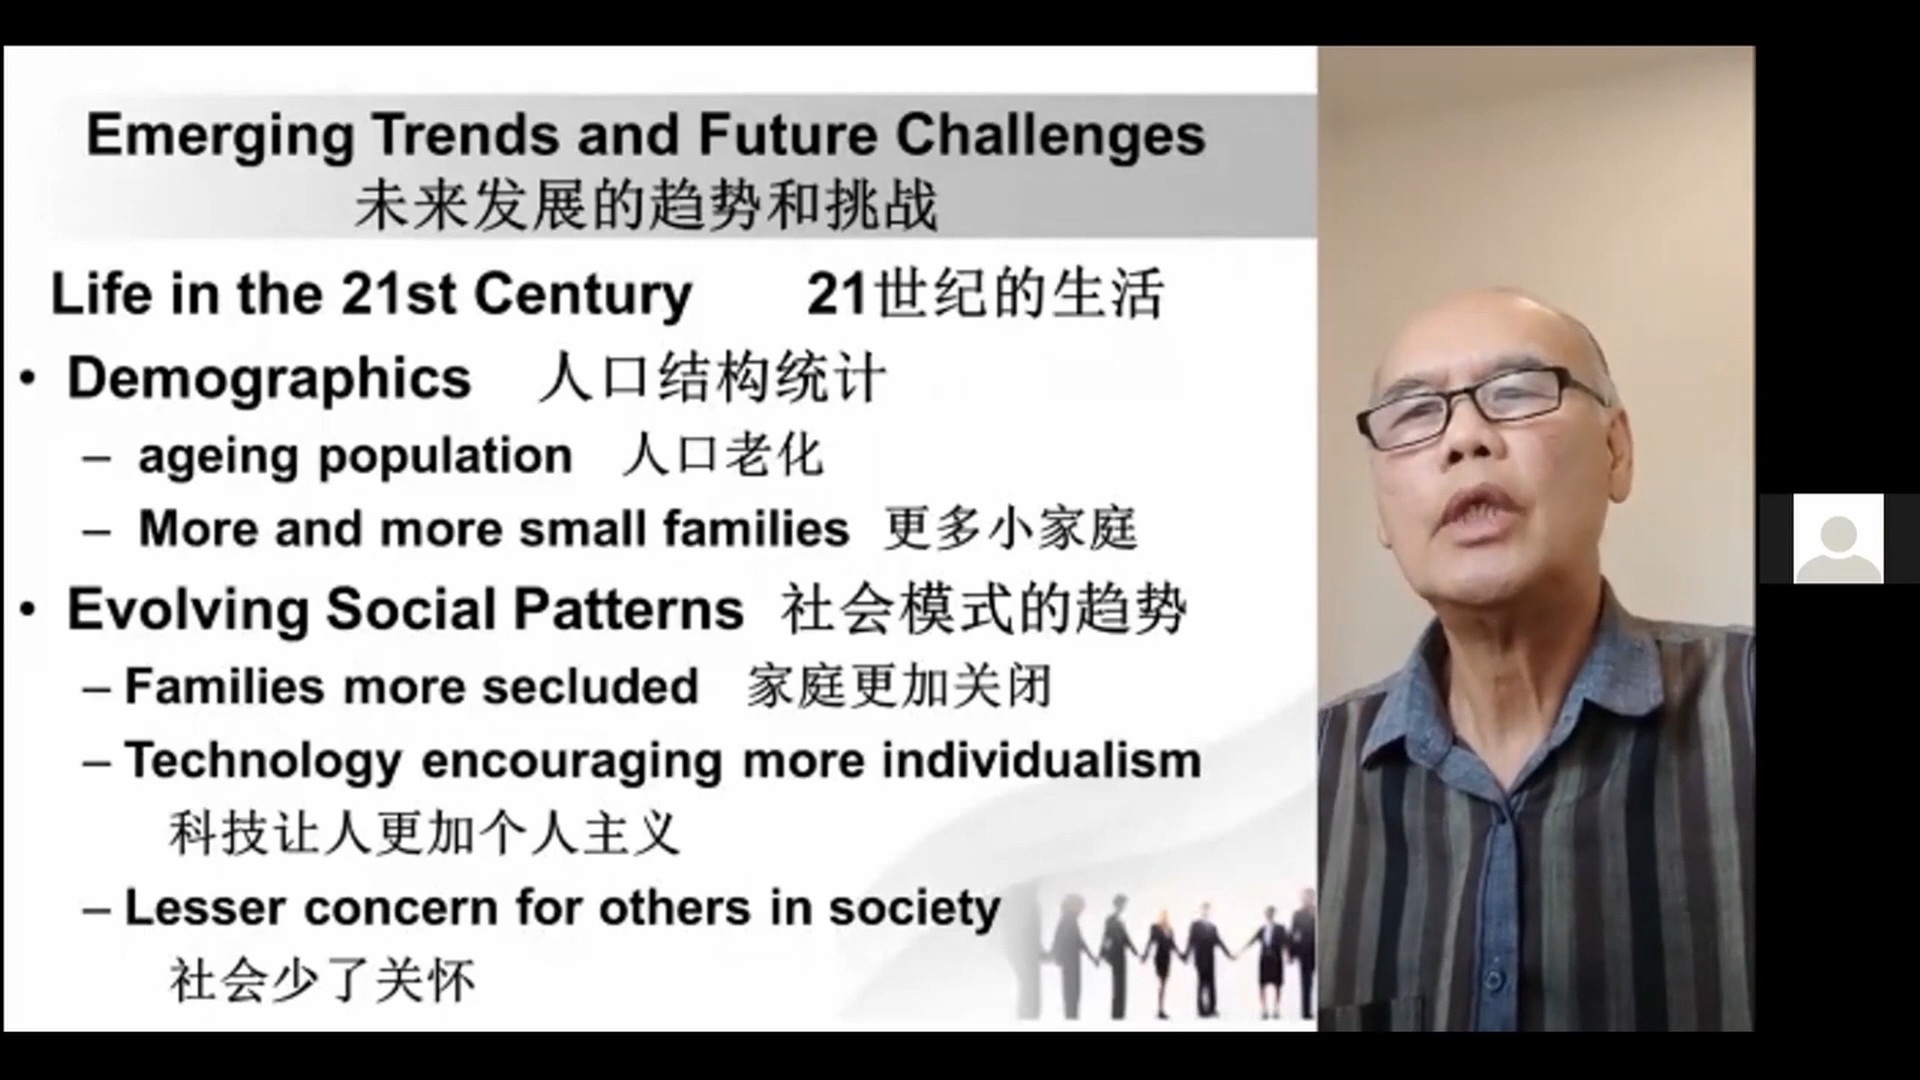 Emerging Trends and Future Challenges
未来发展的趋势和挑战
Life in the 21st Century 21世纪的生活
• Demographics 人口结构统计
– ageing population 人口老化
– More and more small families 更多小家庭
• Evolving Social Patterns 社会模式的趋势
– Families more secluded 家庭更加关闭
– Technology encouraging more individualism
科技让人更加个人主义
– Lesser concern for others in society
社会少了关怀